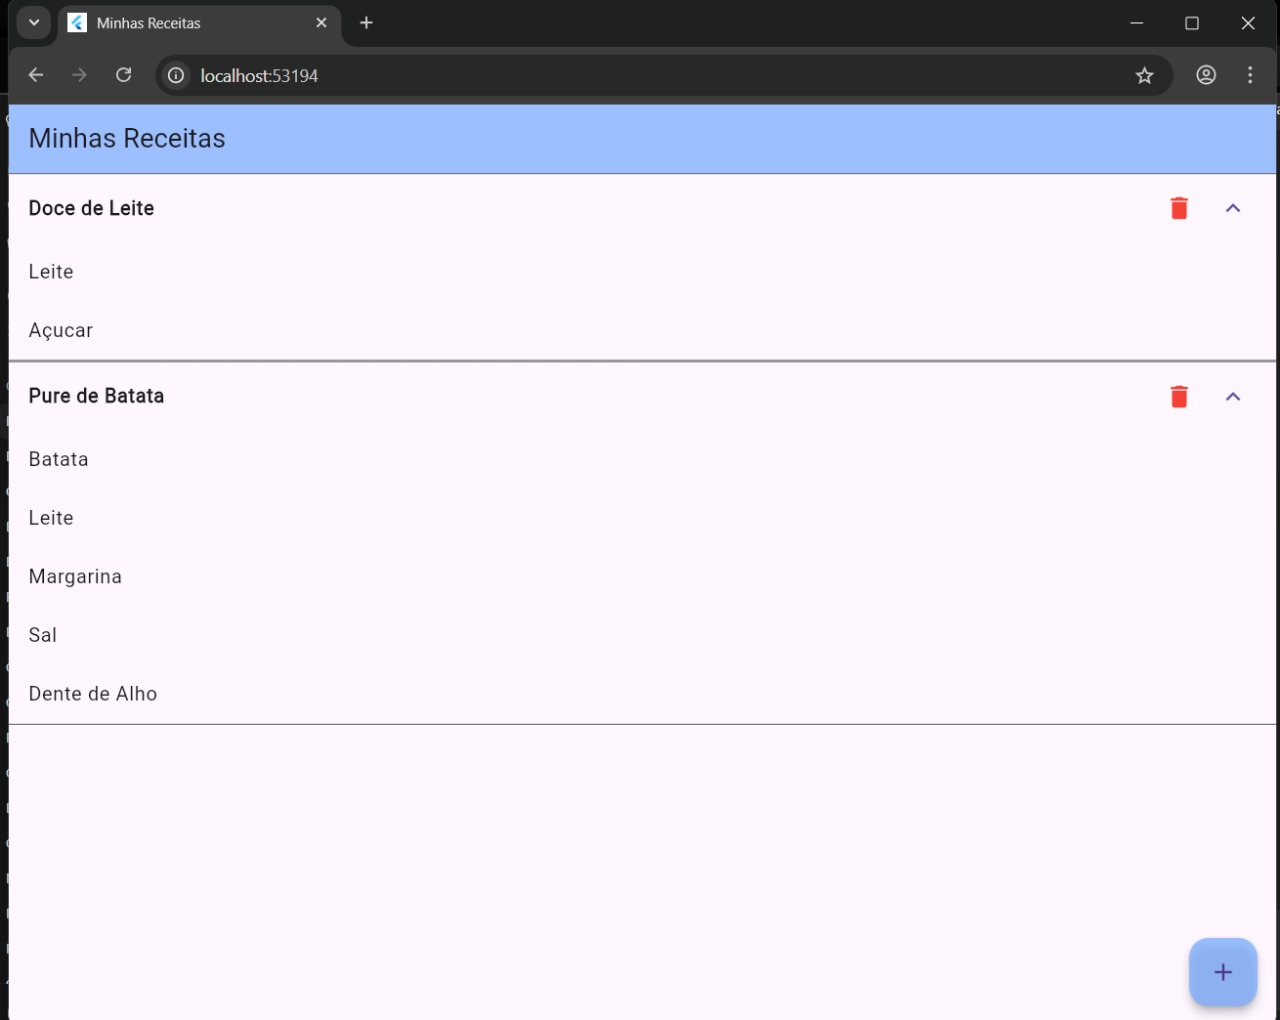 Minhas Receitas
localhost:53194
Minhas Receitas
Doce de Leite
Leite
Açucar
Pure de Batata
Batata
Leite
Margarina
Sal
Dente de Alho